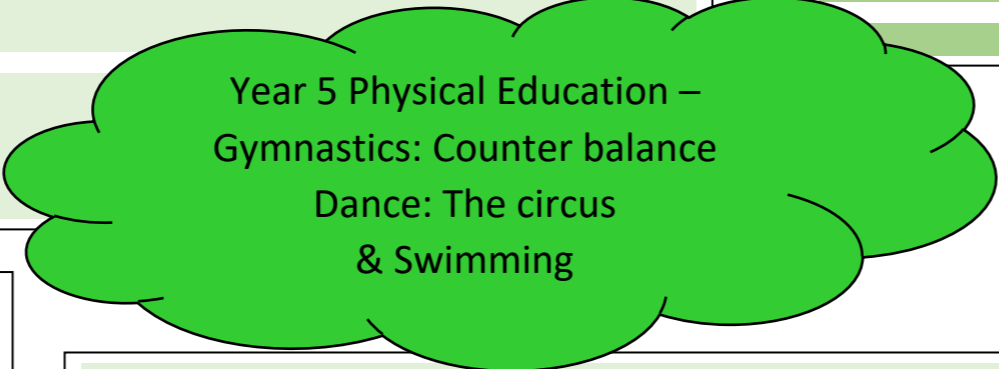 Year 5 Physical Education –
Gymnastics: Counter balance
Dance: The circus
& Swimming